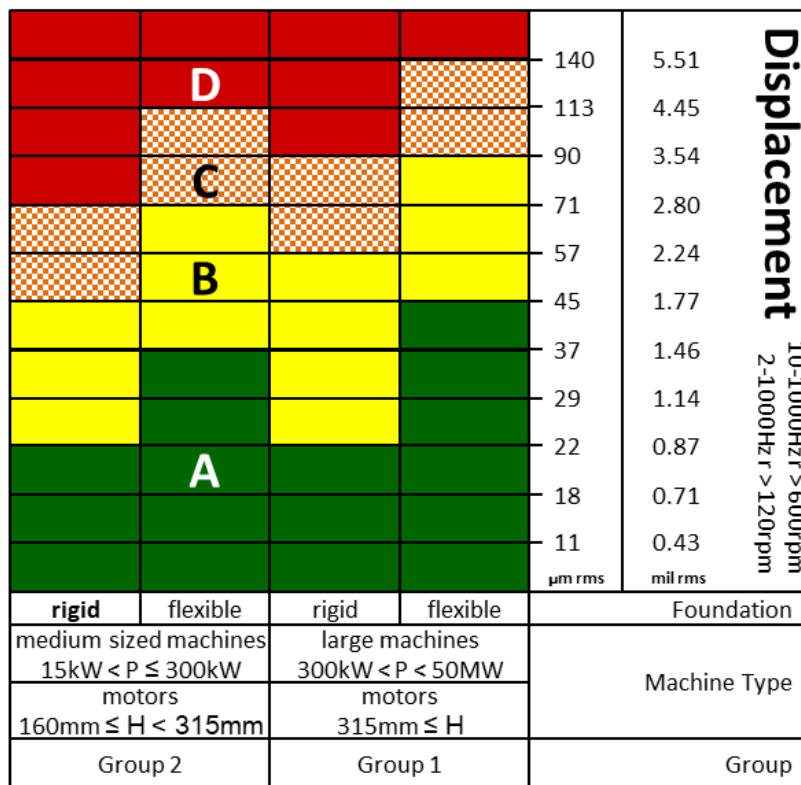 D
C
B
A
140 5.51
113 4.45
90 3.54
71 2.80
57 2.24
45 1.77
37 1.46
29 1.14
22 0.87
18 0.71
11 0.43
µm rms mil rms
Displacement
10-1000Hz r > 600rpm
2-1000Hz r > 120rpm
rigid flexible rigid flexible Foundation
medium sized machines
15kW < P ≤ 300kW
large machines
300kW < P < 50MW
motors
160mm ≤ H < 315mm
motors
315mm ≤ H
Machine Type
Group 2 Group 1 Group